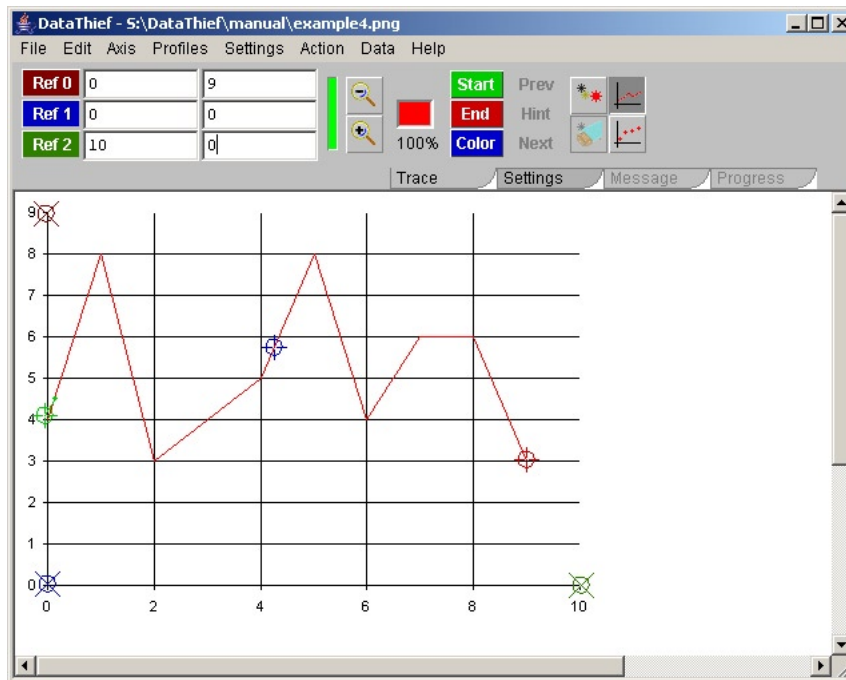 DataThief - S:\DataThief\manual\example4.png
File Edit Axis Profiles Settings Action Data Help
Ref 0 0 9 Start Prev
Ref 1 0 0 End Hint
Ref 2 10 0 100% Color Next
Trace Settings Message Progress
9
8
7
6
5
4
3
2
1
0
0 2 4 6 8 10